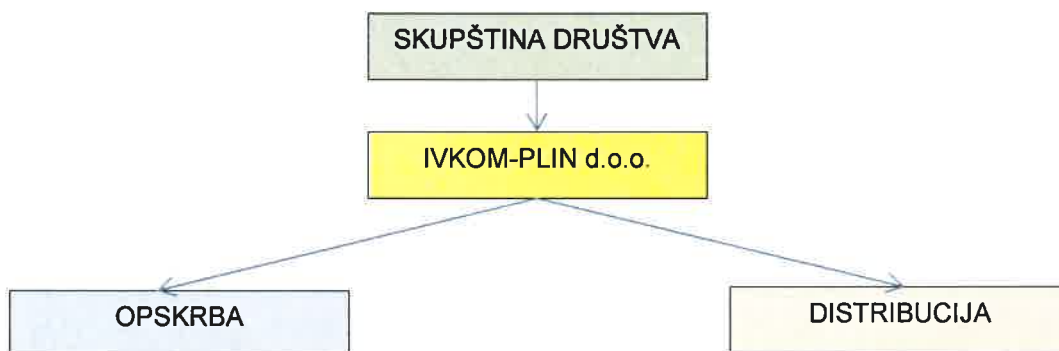 SKUPŠTINA DRUŠTVA
IVKOM-PLIN d.o.o.
OPSKRBA
DISTRIBUCIJA